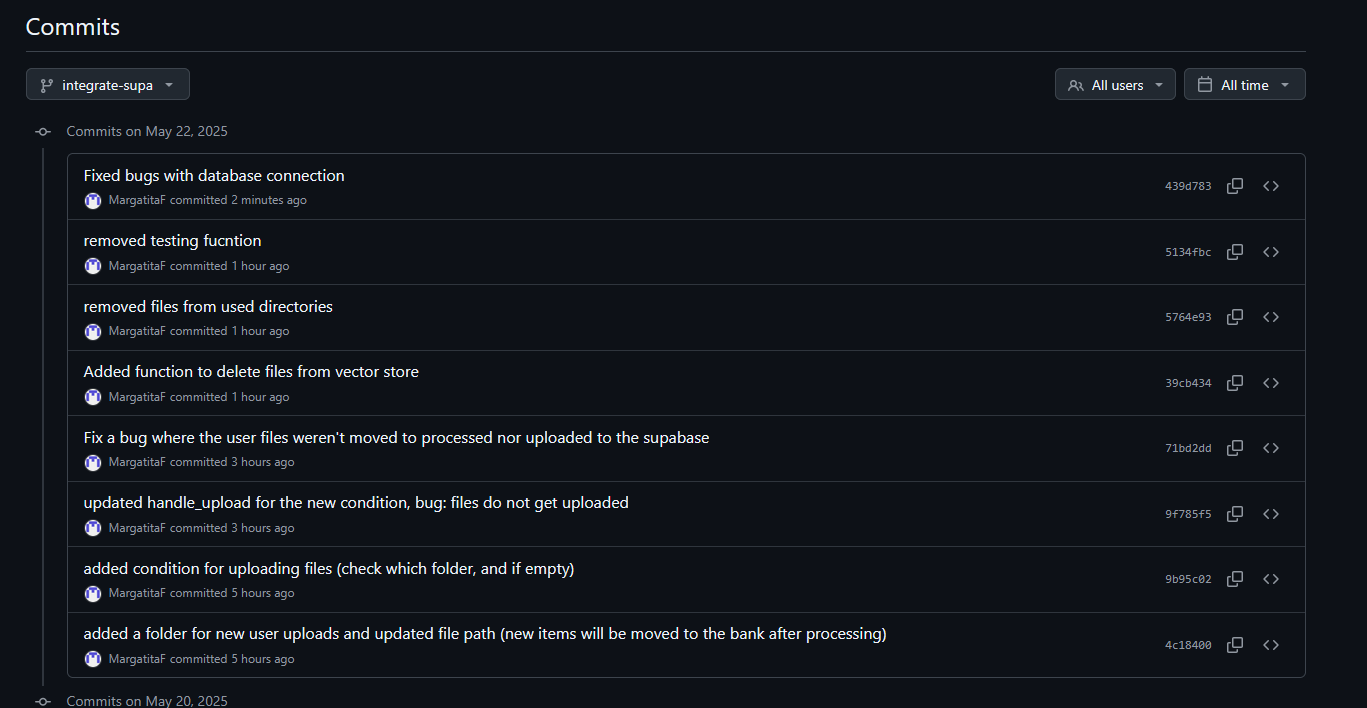 Commits
integrate-supa
All users
All time
Commits on May 22, 2025
Fixed bugs with database connection
MargatitaF committed 2 minutes ago
439d783
removed testing fucntion
MargatitaF committed 1 hour ago
5134fbc
removed files from used directories
MargatitaF committed 1 hour ago
5764e93
Added function to delete files from vector store
MargatitaF committed 1 hour ago
39cb434
Fix a bug where the user files weren't moved to processed nor uploaded to the supabase
MargatitaF committed 3 hours ago
71bd2dd
updated handle_upload for the new condition, bug: files do not get uploaded
MargatitaF committed 3 hours ago
9f785f5
added condition for uploading files (check which folder, and if empty)
MargatitaF committed 5 hours ago
9b95c02
added a folder for new user uploads and updated file path (new items will be moved to the bank after processing)
MargatitaF committed 5 hours ago
4c18400
Commits on May 20, 2025